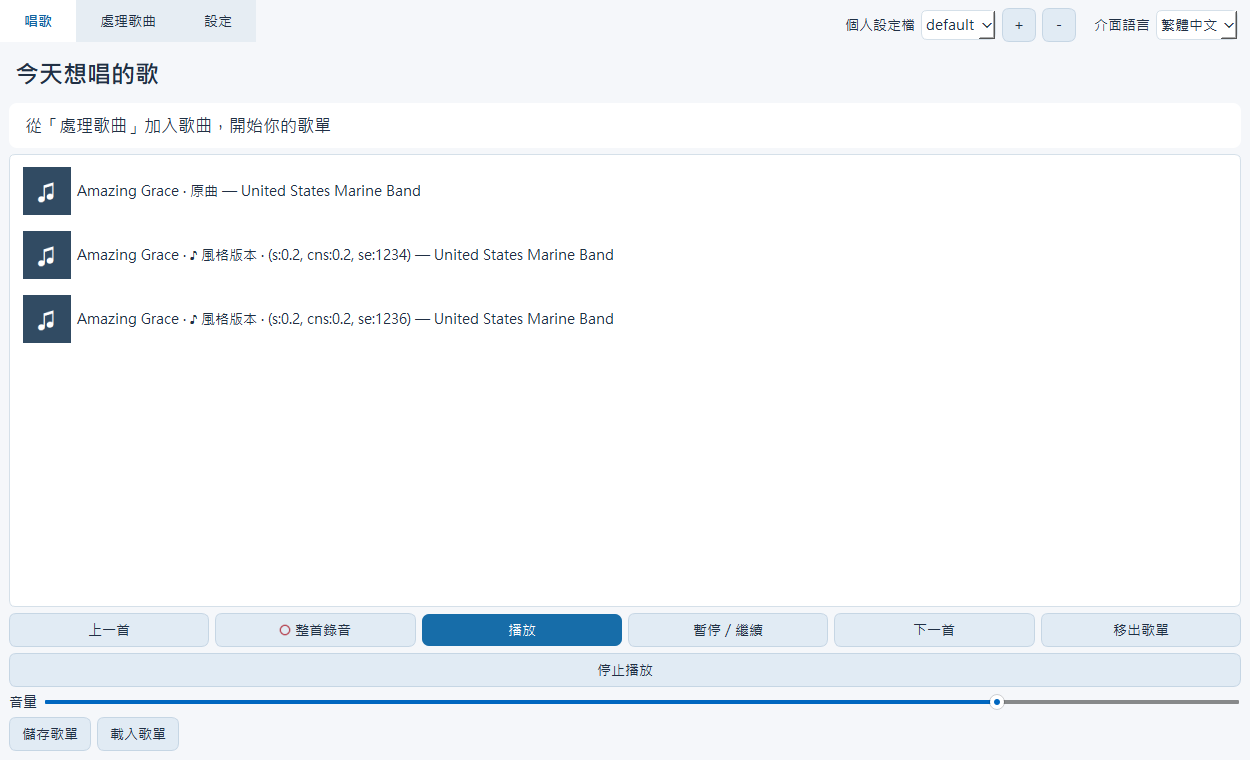 唱歌 處理歌曲 設定 個人設定檔 default + - 介面語言 繁體中文
今天想唱的歌
從「處理歌曲」加入歌曲，開始你的歌單
Amazing Grace · 原曲 — United States Marine Band
Amazing Grace · ♪ 風格版本 · (s:0.2, cns:0.2, se:1234) — United States Marine Band
Amazing Grace · ♪ 風格版本 · (s:0.2, cns:0.2, se:1236) — United States Marine Band
上一首 整首錄音 播放 暫停 / 繼續 下一首 移出歌單
停止播放
音量
儲存歌單 載入歌單